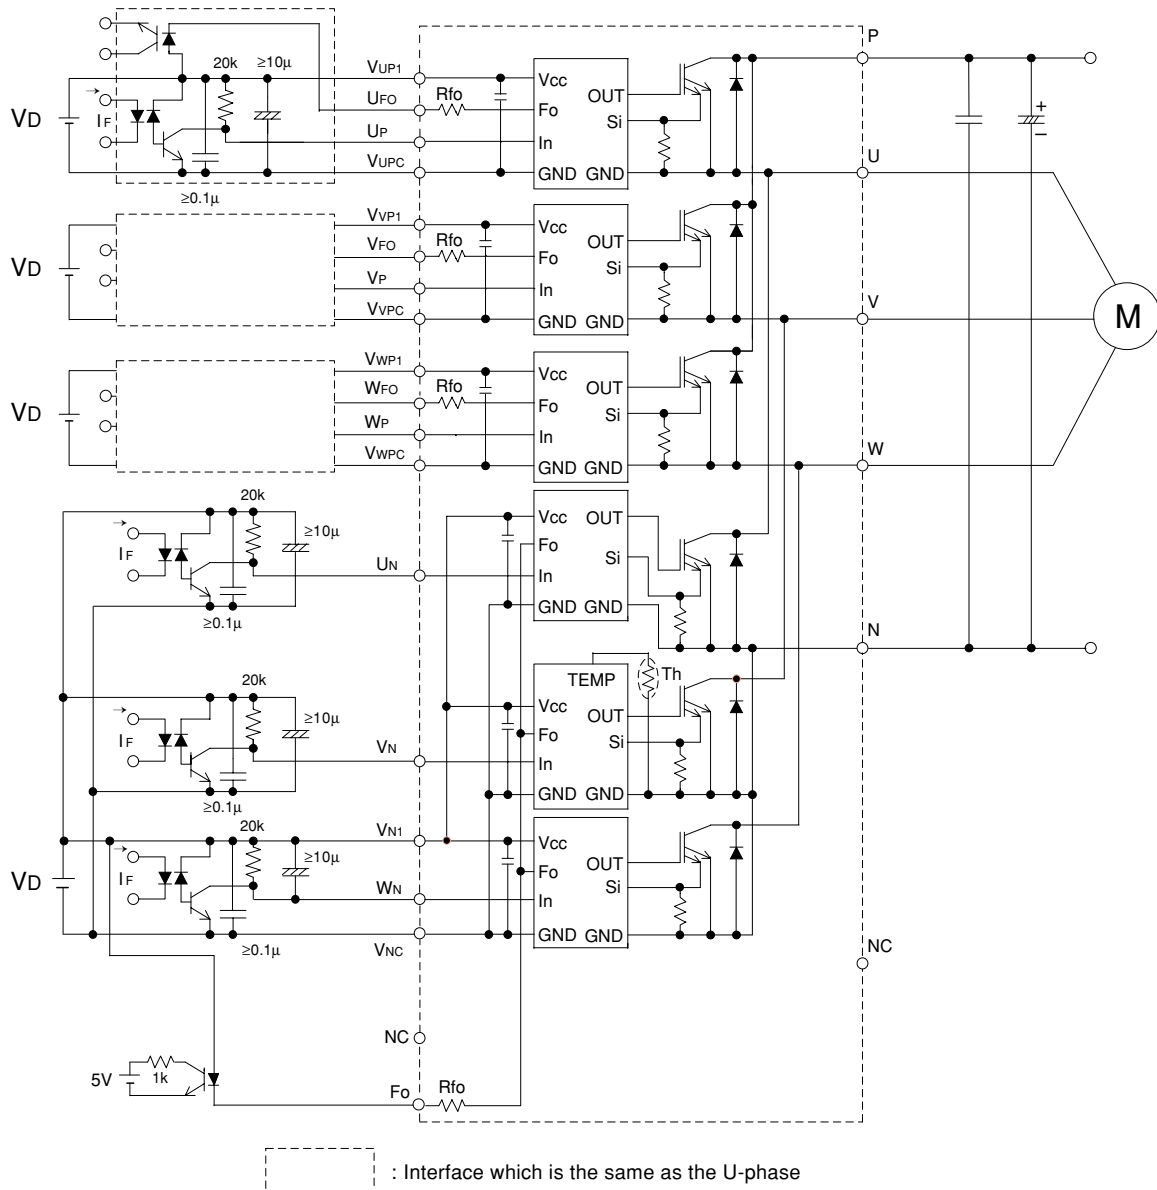 P
20k
≥10μ
VUP1
Vcc
UFO
Rfo
OUT
VD
IF
Fo
Si
+
–
UP
In
U
VUPC
GND GND
≥0.1μ
VVP1
Vcc
VFO
Rfo
OUT
VD
Fo
Si
VP
In
V
VVPC
GND GND
M
VWP1
Vcc
WFO
Rfo
OUT
VD
Fo
Si
WP
In
W
VWPC
GND GND
20k
≥10μ
Vcc OUT
Fo
IF
Si
UN
In
GND GND
≥0.1μ
N
TEMP
Th
20k
≥10μ
Vcc
OUT
IF
Fo
Si
VN
In
GND GND
≥0.1μ
20k
VN1
Vcc
≥10μ
OUT
VD
IF
Fo
Si
WN
In
GND GND
≥0.1μ
VNC
NC
NC
5V
1k
Fo
Rfo
: Interface which is the same as the U-phase